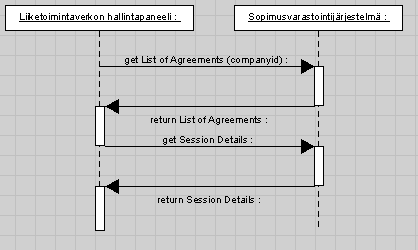 Liiketoimintaverkon hallintapaneeli :
Sopimusvarastointijärjestelmä :
get List of Agreements (companyid) :
return List of Agreements :
get Session Details :
return Session Details :